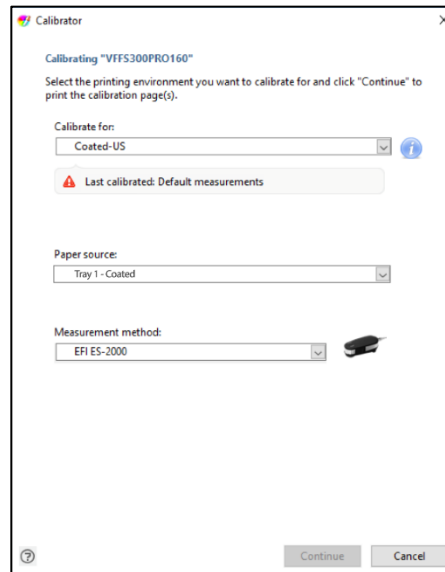 Calibrator
Calibrating "VFFS300PRO160"
Select the printing environment you want to calibrate for and click "Continue" to
print the calibration page(s).
Calibrate for:
Coated-US
Last calibrated: Default measurements
Paper source:
Tray 1 - Coated
Measurement method:
EFI ES-2000
Continue
Cancel